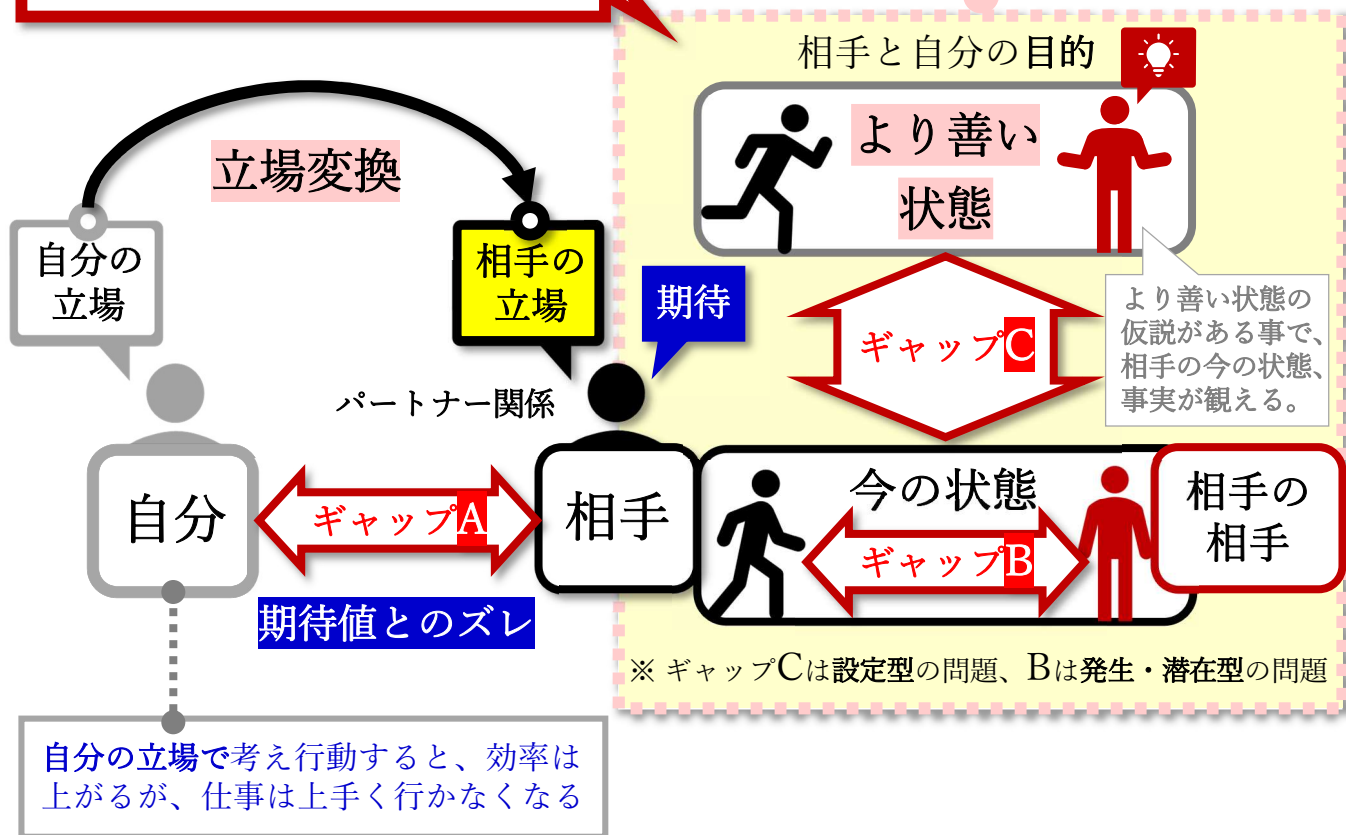 相手と自分の目的
より善い
状態
立場変換
自分の
立場
相手の
立場
期待
より善い状態の
仮説がある事で、
相手の今の状態、
事実が観える。
ギャップC
パートナー関係
自分
ギャップA
相手
今の状態
ギャップB
相手の
相手
期待値とのズレ
※ ギャップCは設定型の問題、Bは発生・潜在型の問題
自分の立場で考え行動すると、効率は
上がるが、仕事は上手く行かなくなる